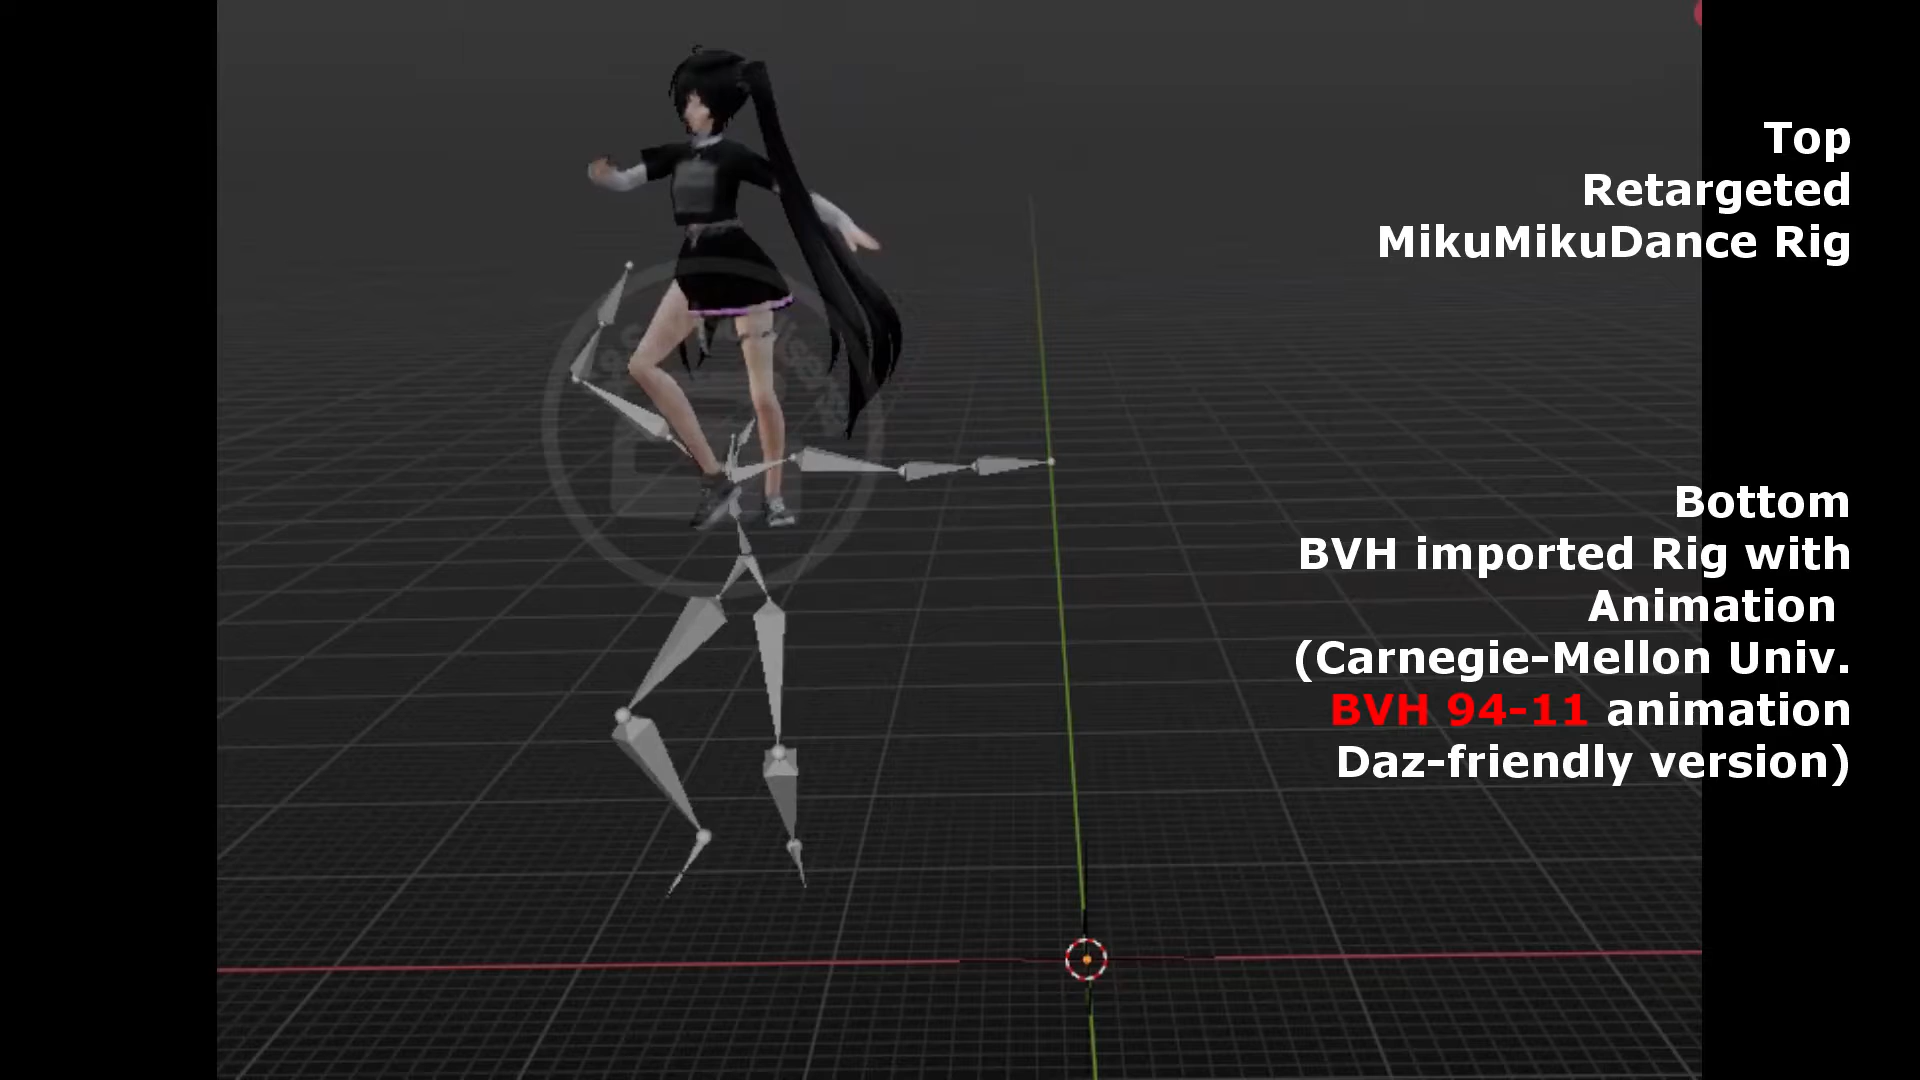 Top
Retargeted
MikuMikuDance Rig
Bottom
BVH imported Rig with
Animation
(Carnegie-Mellon Univ.
BVH 94-11 animation
Daz-friendly version)